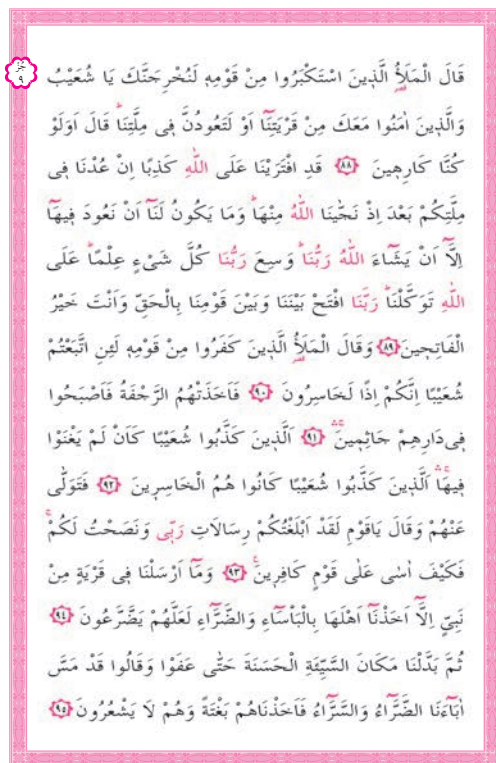 جزء
٩
قَالَ الْمَلَأُ الَّذِينَ اسْتَكْبَرُوا مِنْ قَوْمِهِ لَنُخْرِجَنَّكَ يَا شُعَيْبُ
وَالَّذِينَ اٰمَنُوا مَعَكَ مِنْ قَرْيَتِنَٓا اَوْ لَتَعُودُنَّ فِى مِلَّتِنَاۜ قَالَ اَوَلَوْ
كُنَّا كَارِهِينَ ﴿٨٨﴾ قَدِ افْتَرَيْنَا عَلَى اللّٰهِ كَذِبًا اِنْ عُدْنَا فِى
مِلَّتِكُمْ بَعْدَ اِذْ نَجّٰينَا اللّٰهُ مِنْهَاۜ وَمَا يَكُونُ لَنَٓا اَنْ نَعُودَ فِيهَٓا
اِلَّٓا اَنْ يَشَٓاءَ اللّٰهُ رَبُّنَاۜ وَسِعَ رَبُّنَا كُلَّ شَىْءٍ عِلْمًاۜ عَلَى
اللّٰهِ تَوَكَّلْنَاۜ رَبَّنَا افْتَحْ بَيْنَنَا وَبَيْنَ قَوْمِنَا بِالْحَقِّ وَاَنْتَ خَيْرُ
الْفَاتِحِينَ ﴿٨٩﴾ وَقَالَ الْمَلَأُ الَّذِينَ كَفَرُوا مِنْ قَوْمِهِ لَئِنِ اتَّبَعْتُمْ
شُعَيْبًا اِنَّكُمْ اِذًا لَخَاسِرُونَ ﴿٩٠﴾ فَاَخَذَتْهُمُ الرَّجْفَةُ فَاَصْبَحُوا
فِى دَارِهِمْ جَاثِمِينَۚۛ ﴿٩١﴾ اَلَّذِينَ كَذَّبُوا شُعَيْبًا كَاَنْ لَمْ يَغْنَوْا
فِيهَاۚۛ اَلَّذِينَ كَذَّبُوا شُعَيْبًا كَانُوا هُمُ الْخَاسِرِينَ ﴿٩٢﴾ فَتَوَلّٰى
عَنْهُمْ وَقَالَ يَاقَوْمِ لَقَدْ اَبْلَغْتُكُمْ رِسَالَاتِ رَبِّى وَنَصَحْتُ لَكُمْۚ
فَكَيْفَ اٰسٰى عَلٰى قَوْمٍ كَافِرِينَۚ ﴿٩٣﴾ وَمَٓا اَرْسَلْنَا فِى قَرْيَةٍ مِنْ
نَبِىٍّ اِلَّٓا اَخَذْنَٓا اَهْلَهَا بِالْبَأْسَٓاءِ وَالضَّرَّٓاءِ لَعَلَّهُمْ يَضَّرَّعُونَ ﴿٩٤﴾
ثُمَّ بَدَّلْنَا مَكَانَ السَّيِّئَةِ الْحَسَنَةَ حَتّٰى عَفَوْا وَقَالُوا قَدْ مَسَّ
اٰبَٓاءَنَا الضَّرَّٓاءُ وَالسَّرَّٓاءُ فَاَخَذْنَاهُمْ بَغْتَةً وَهُمْ لَا يَشْعُرُونَ ﴿٩٥﴾